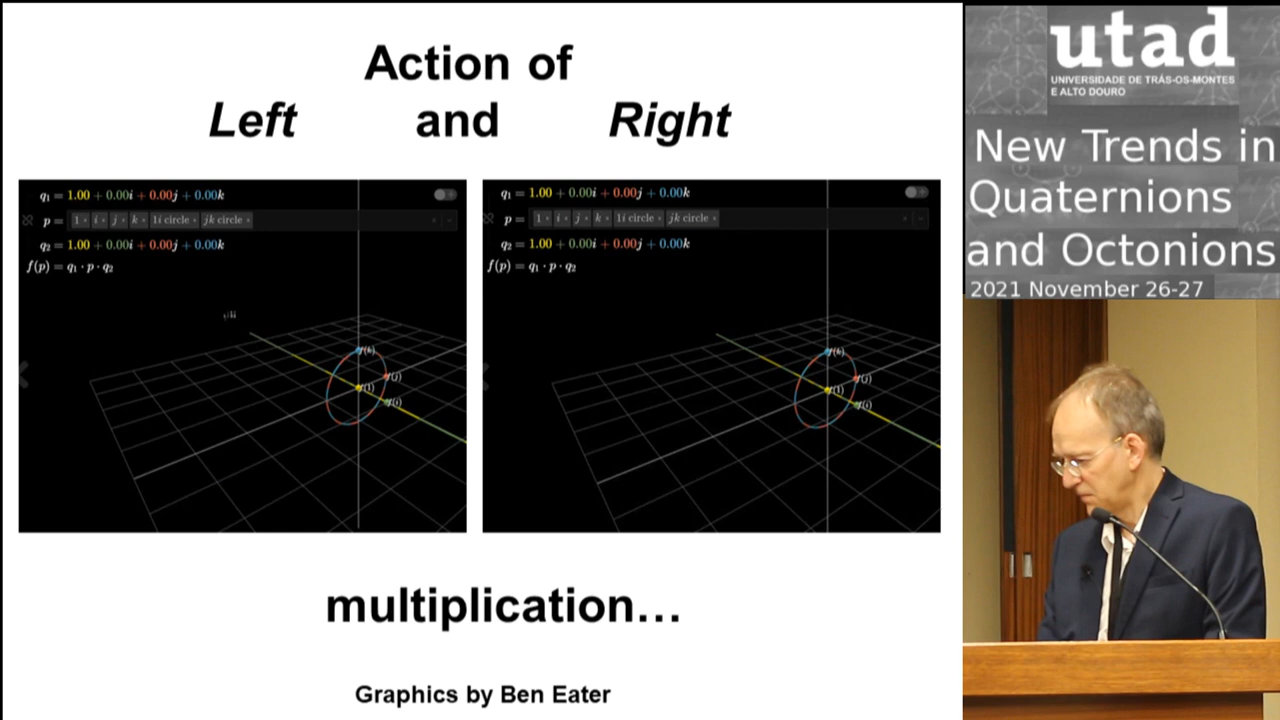 Action of
Left and Right
q₁ = 1.00 + 0.00i + 0.00j + 0.00k
p = 1 i j k 1i circle jk circle
q₂ = 1.00 + 0.00i + 0.00j + 0.00k
f(p) = q₁ · p · q₂
f(k)
f(j)
f(1)
f(i)
q₁ = 1.00 + 0.00i + 0.00j + 0.00k
p = 1 i j k 1i circle jk circle
q₂ = 1.00 + 0.00i + 0.00j + 0.00k
f(p) = q₁ · p · q₂
f(k)
f(j)
f(1)
f(i)
multiplication...
Graphics by Ben Eater
utad
UNIVERSIDADE DE TRÁS-OS-MONTES
E ALTO DOURO
New Trends in
Quaternions
and Octonions
2021 November 26-27